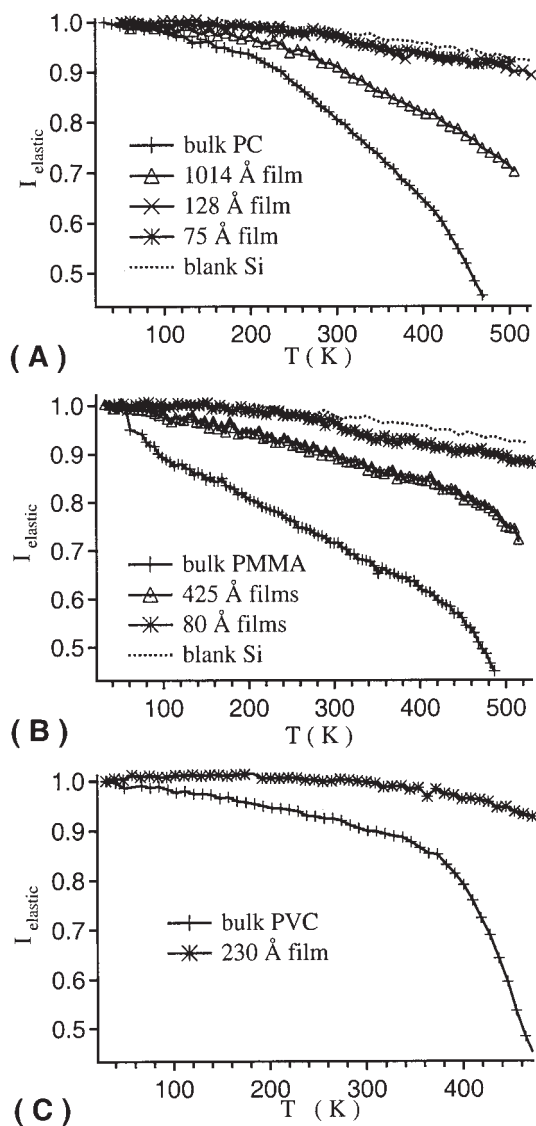 1.0
0.9
0.8
0.7
0.6
0.5
I elastic
bulk PC
1014 Å film
128 Å film
75 Å film
blank Si
100 200 300 400 500
T ( K )
( A )
1.0
0.9
0.8
0.7
0.6
0.5
I elastic
bulk PMMA
425 Å films
80 Å films
blank Si
100 200 300 400 500
T ( K )
( B )
1.0
0.9
0.8
0.7
0.6
0.5
I elastic
bulk PVC
230 Å film
100 200 300 400
T ( K )
( C )